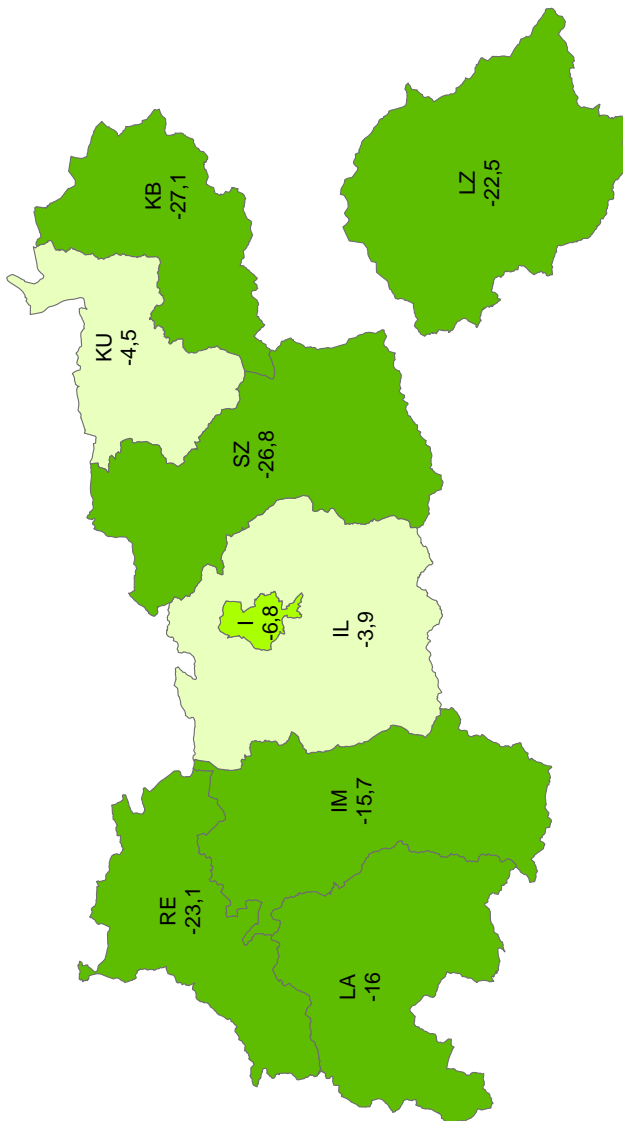 RE
-23,1
LA
-16
IM
-15,7
I
-6,8
IL
-3,9
SZ
-26,8
KU
-4,5
KB
-27,1
LZ
-22,5